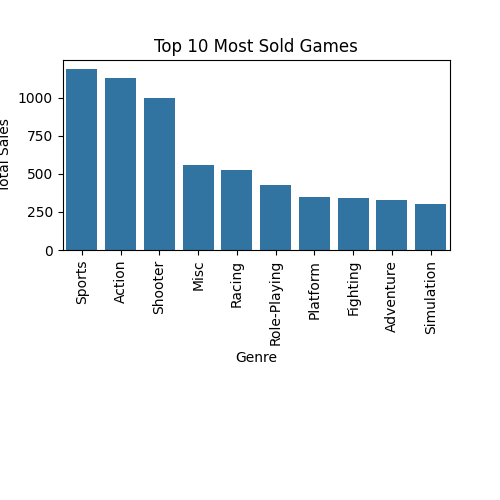 Top 10 Most Sold Games
Total Sales
1000
750
500
250
0
Sports
Action
Shooter
Misc
Racing
Role-Playing
Platform
Fighting
Adventure
Simulation
Genre